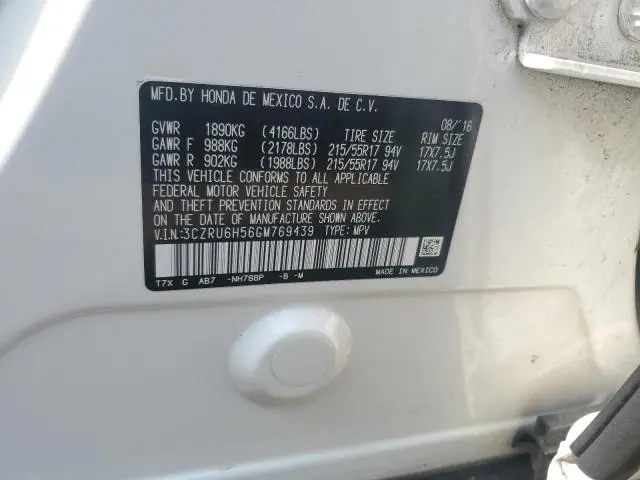 MFD.BY HONDA DE MEXICO S.A. DE C.V.
08/'16
GVWR 1890KG (4166LBS) TIRE SIZE RIM SIZE
GAWR F 988KG (2178LBS) 215/55R17 94V 17X7.5J
GAWR R 902KG (1988LBS) 215/55R17 94V 17X7.5J
THIS VEHICLE CONFORMS TO ALL APPLICABLE
FEDERAL MOTOR VEHICLE SAFETY
AND THEFT PREVENTION STANDARDS IN EFFECT
ON THE DATE OF MANUFACTURE SHOWN ABOVE.
V.I.N:3CZRU6H56GM769439 TYPE: MPV
MADE IN MEXICO
T7X G AB7 -NH788P -B -M